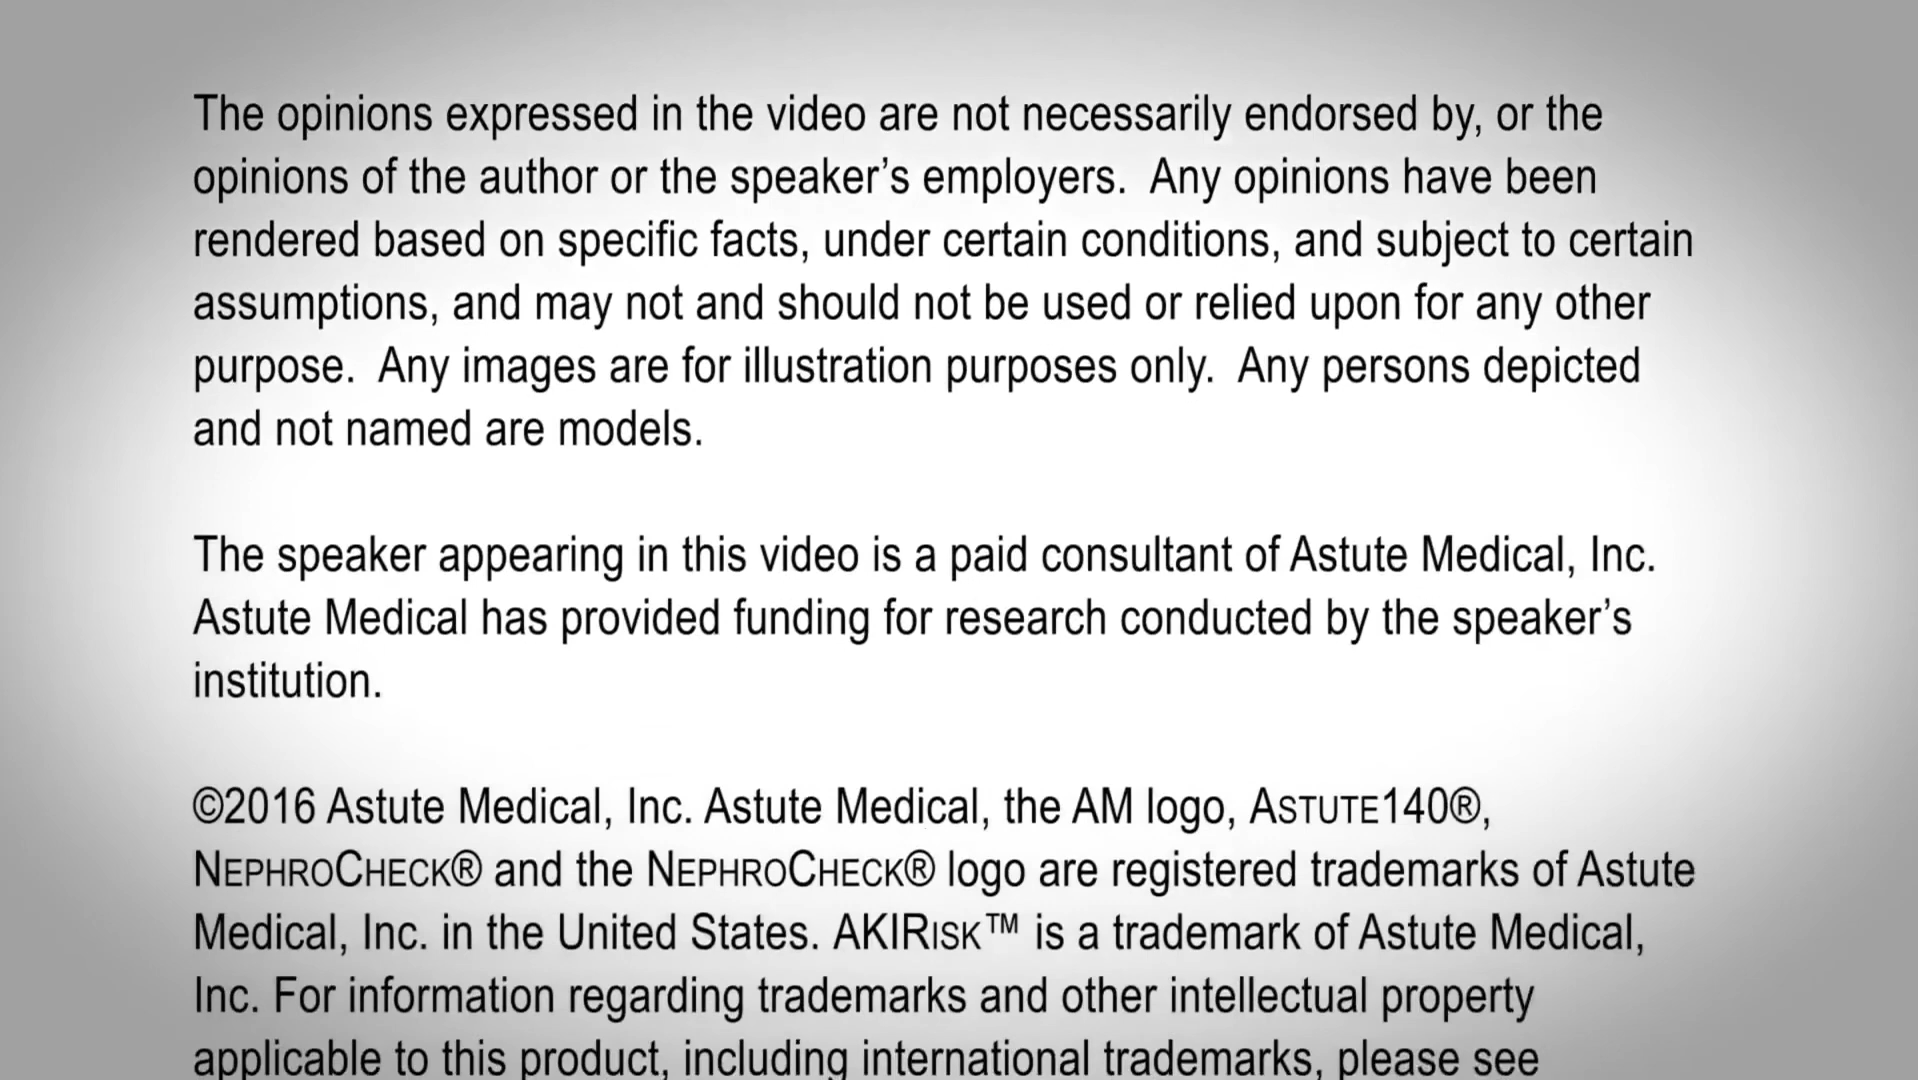 The opinions expressed in the video are not necessarily endorsed by, or the
opinions of the author or the speaker’s employers.  Any opinions have been
rendered based on specific facts, under certain conditions, and subject to certain
assumptions, and may not and should not be used or relied upon for any other
purpose.  Any images are for illustration purposes only.  Any persons depicted
and not named are models.
The speaker appearing in this video is a paid consultant of Astute Medical, Inc.
Astute Medical has provided funding for research conducted by the speaker’s
institution.
©2016 Astute Medical, Inc. Astute Medical, the AM logo, ASTUTE140®,
NEPHROCHECK® and the NEPHROCHECK® logo are registered trademarks of Astute
Medical, Inc. in the United States. AKIRISK™ is a trademark of Astute Medical,
Inc. For information regarding trademarks and other intellectual property
applicable to this product, including international trademarks, please see